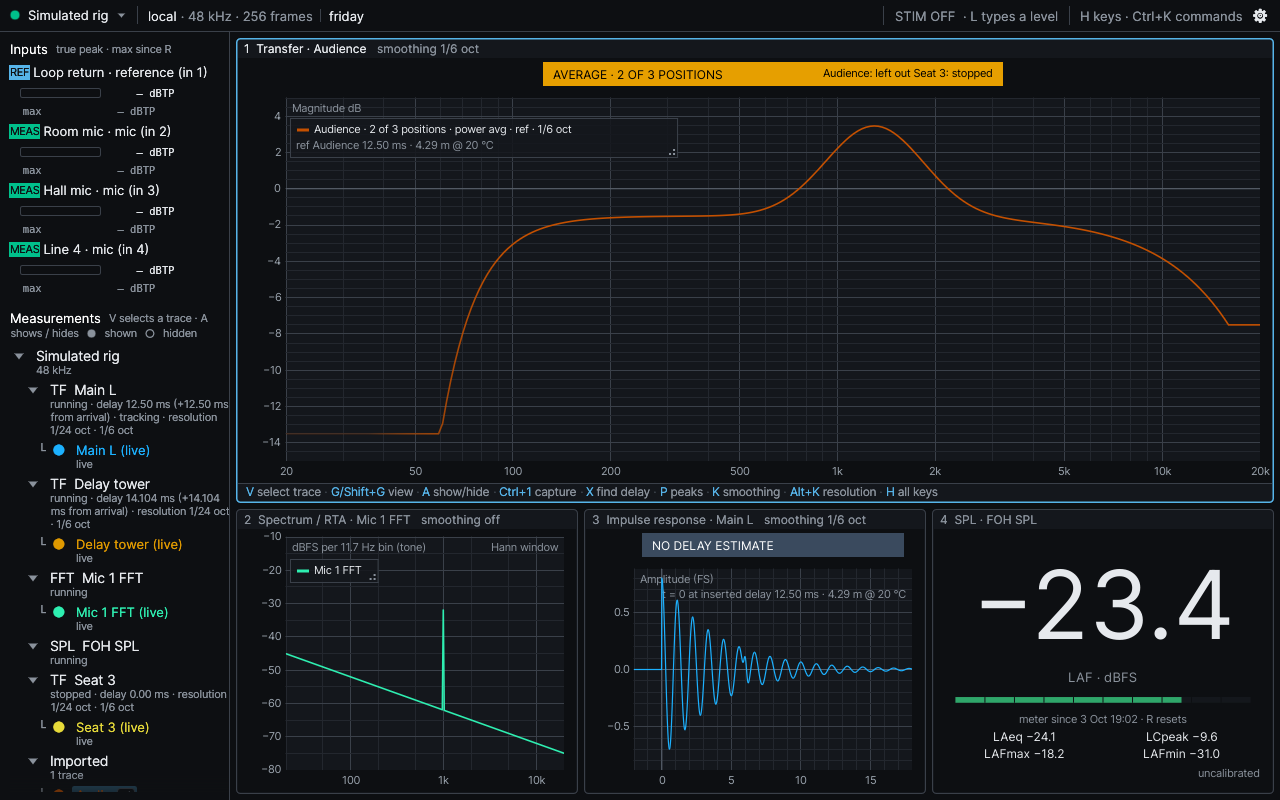 Simulated rig
local · 48 kHz · 256 frames
friday
STIM OFF · L types a level
H keys · Ctrl+K commands
Inputs true peak · max since R
REF Loop return · reference (in 1)
– dBTP
max – dBTP
MEAS Room mic · mic (in 2)
– dBTP
max – dBTP
MEAS Hall mic · mic (in 3)
– dBTP
max – dBTP
MEAS Line 4 · mic (in 4)
– dBTP
max – dBTP
Measurements V selects a trace · A
shows / hides shown hidden
Simulated rig
48 kHz
TF Main L
running · delay 12.50 ms (+12.50 ms
from arrival) · tracking · resolution
1/24 oct · 1/6 oct
Main L (live)
live
TF Delay tower
running · delay 14.104 ms (+14.104
ms from arrival) · resolution 1/24 oct
· 1/6 oct
Delay tower (live)
live
FFT Mic 1 FFT
running
Mic 1 FFT (live)
live
SPL FOH SPL
running
TF Seat 3
stopped · delay 0.00 ms · resolution
1/24 oct · 1/6 oct
Seat 3 (live)
live
Imported
1 trace
1 Transfer · Audience smoothing 1/6 oct
AVERAGE · 2 OF 3 POSITIONS
Audience: left out Seat 3: stopped
Magnitude dB
Audience · 2 of 3 positions · power avg · ref · 1/6 oct
ref Audience 12.50 ms · 4.29 m @ 20 °C
4
2
0
−2
−4
−6
−8
−10
−12
−14
20 50 100 200 500 1k 2k 5k 10k 20k
V select trace · G/Shift+G view · A show/hide · Ctrl+1 capture · X find delay · P peaks · K smoothing · Alt+K resolution · H all keys
2 Spectrum / RTA · Mic 1 FFT smoothing off
dBFS per 11.7 Hz bin (tone)
Hann window
Mic 1 FFT
−10
−20
−30
−40
−50
−60
−70
−80
100 1k 10k
3 Impulse response · Main L smoothing 1/6 oct
NO DELAY ESTIMATE
Amplitude (FS)
t = 0 at inserted delay 12.50 ms · 4.29 m @ 20 °C
0.5
0.0
−0.5
0 5 10 15
4 SPL · FOH SPL
−23.4
LAF · dBFS
meter since 3 Oct 19:02 · R resets
LAeq −24.1 LCpeak −9.6
LAFmax −18.2 LAFmin −31.0
uncalibrated